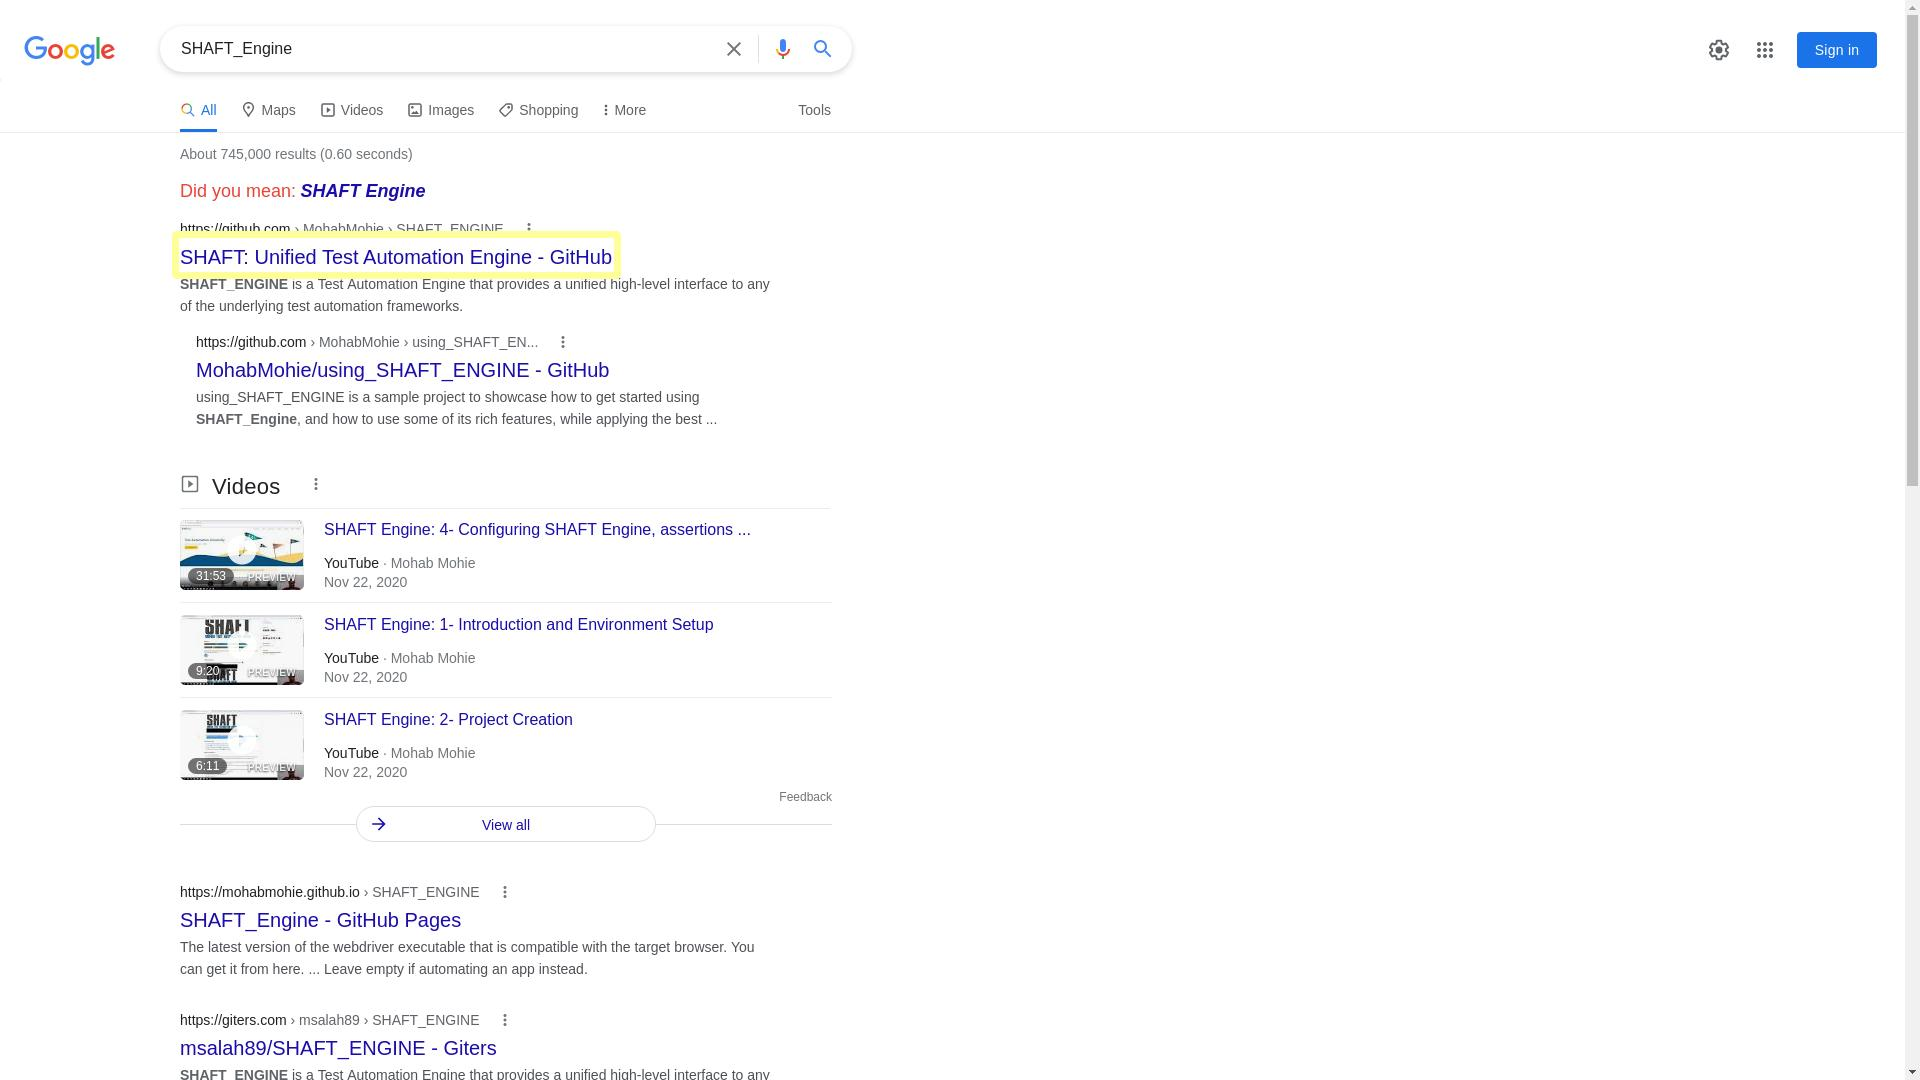 Google
SHAFT_Engine
Sign in
All
Maps
Videos
Images
Shopping
More
Tools
About 745,000 results (0.60 seconds)
Did you mean: SHAFT Engine
https://github.com › MohabMohie › SHAFT_ENGINE
SHAFT: Unified Test Automation Engine - GitHub
SHAFT_ENGINE is a Test Automation Engine that provides a unified high-level interface to any
of the underlying test automation frameworks.
https://github.com › MohabMohie › using_SHAFT_EN...
MohabMohie/using_SHAFT_ENGINE - GitHub
using_SHAFT_ENGINE is a sample project to showcase how to get started using
SHAFT_Engine, and how to use some of its rich features, while applying the best ...
Videos
SHAFT Engine: 4- Configuring SHAFT Engine, assertions ...
YouTube · Mohab Mohie
Nov 22, 2020
31:53
PREVIEW
SHAFT Engine: 1- Introduction and Environment Setup
YouTube · Mohab Mohie
Nov 22, 2020
SHAFT
9:20
PREVIEW
SHAFT
SHAFT Engine: 2- Project Creation
YouTube · Mohab Mohie
Nov 22, 2020
SHAFT
6:11
PREVIEW
Feedback
View all
https://mohabmohie.github.io › SHAFT_ENGINE
SHAFT_Engine - GitHub Pages
The latest version of the webdriver executable that is compatible with the target browser. You
can get it from here. ... Leave empty if automating an app instead.
https://giters.com › msalah89 › SHAFT_ENGINE
msalah89/SHAFT_ENGINE - Giters
SHAFT_ENGINE is a Test Automation Engine that provides a unified high-level interface to any